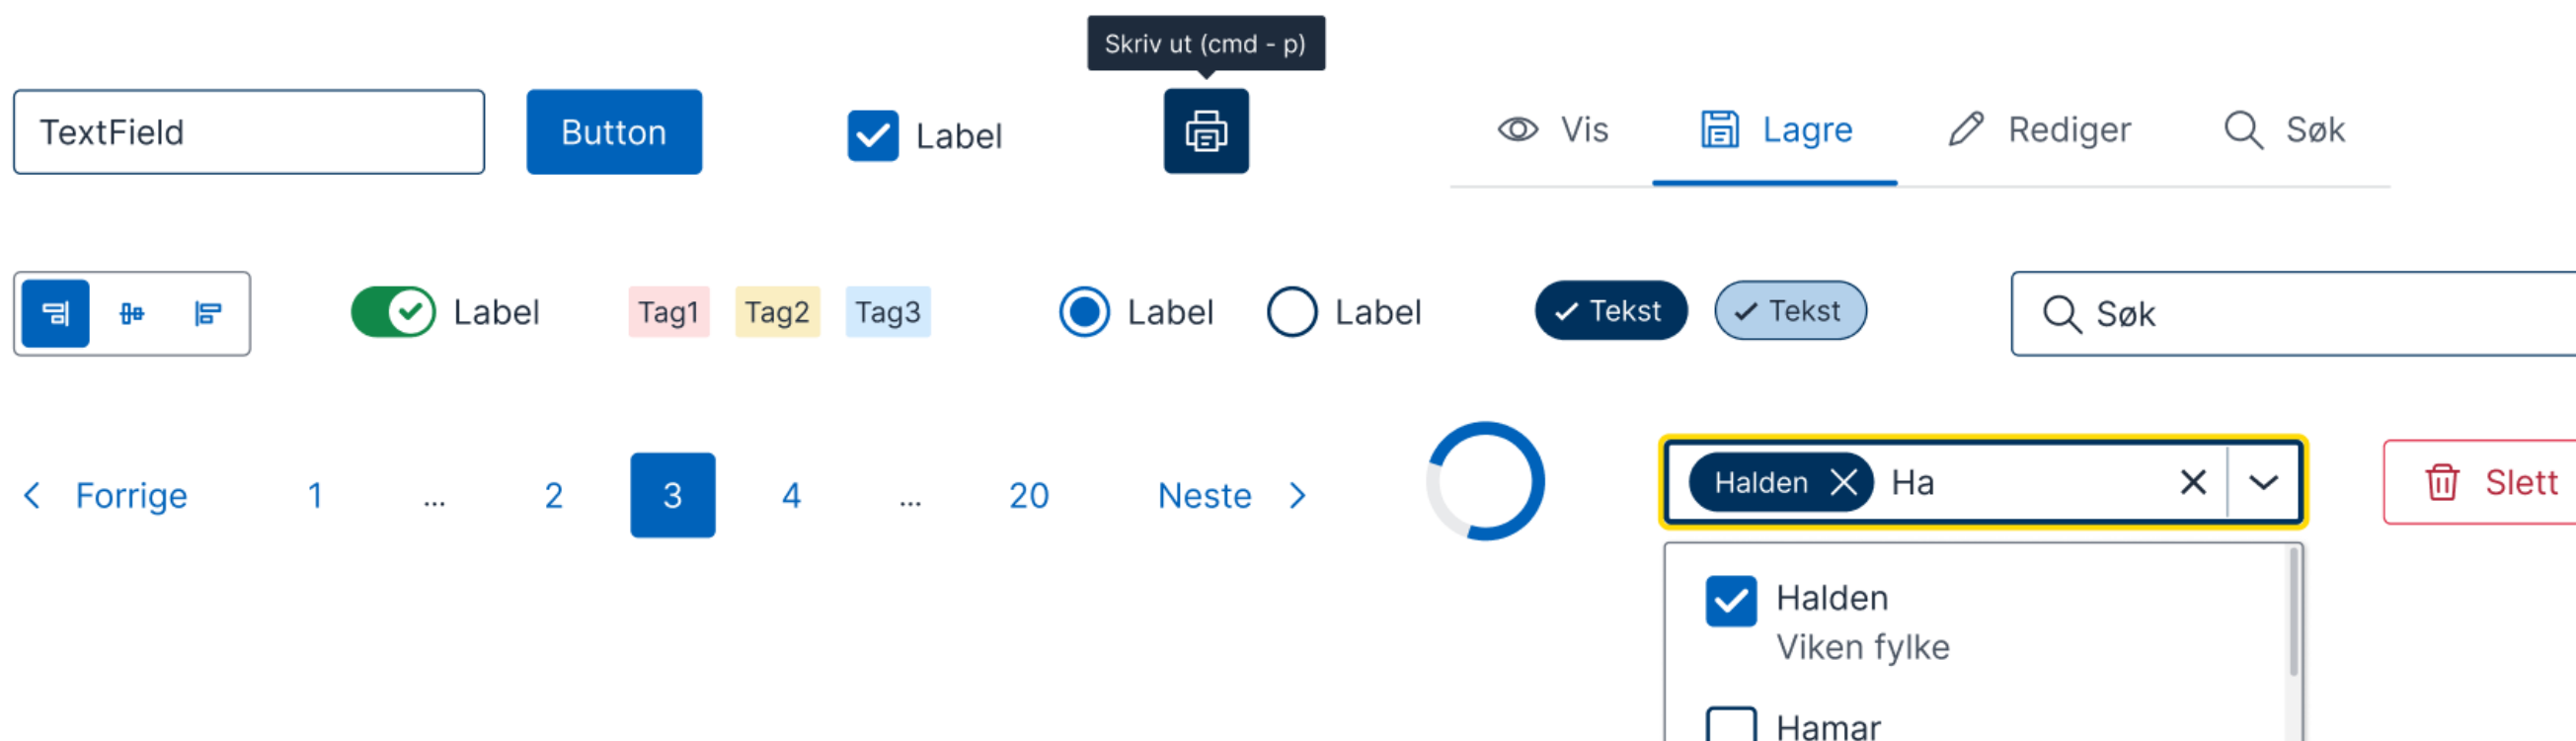 Skriv ut (cmd - p)
TextField
Button
Label
Vis
Lagre
Rediger
Søk
Label
Tag1
Tag2
Tag3
Label
Label
Tekst
Tekst
Søk
Forrige
1
...
2
3
4
...
20
Neste
Halden
Ha
Slett
Halden
Viken fylke
Hamar